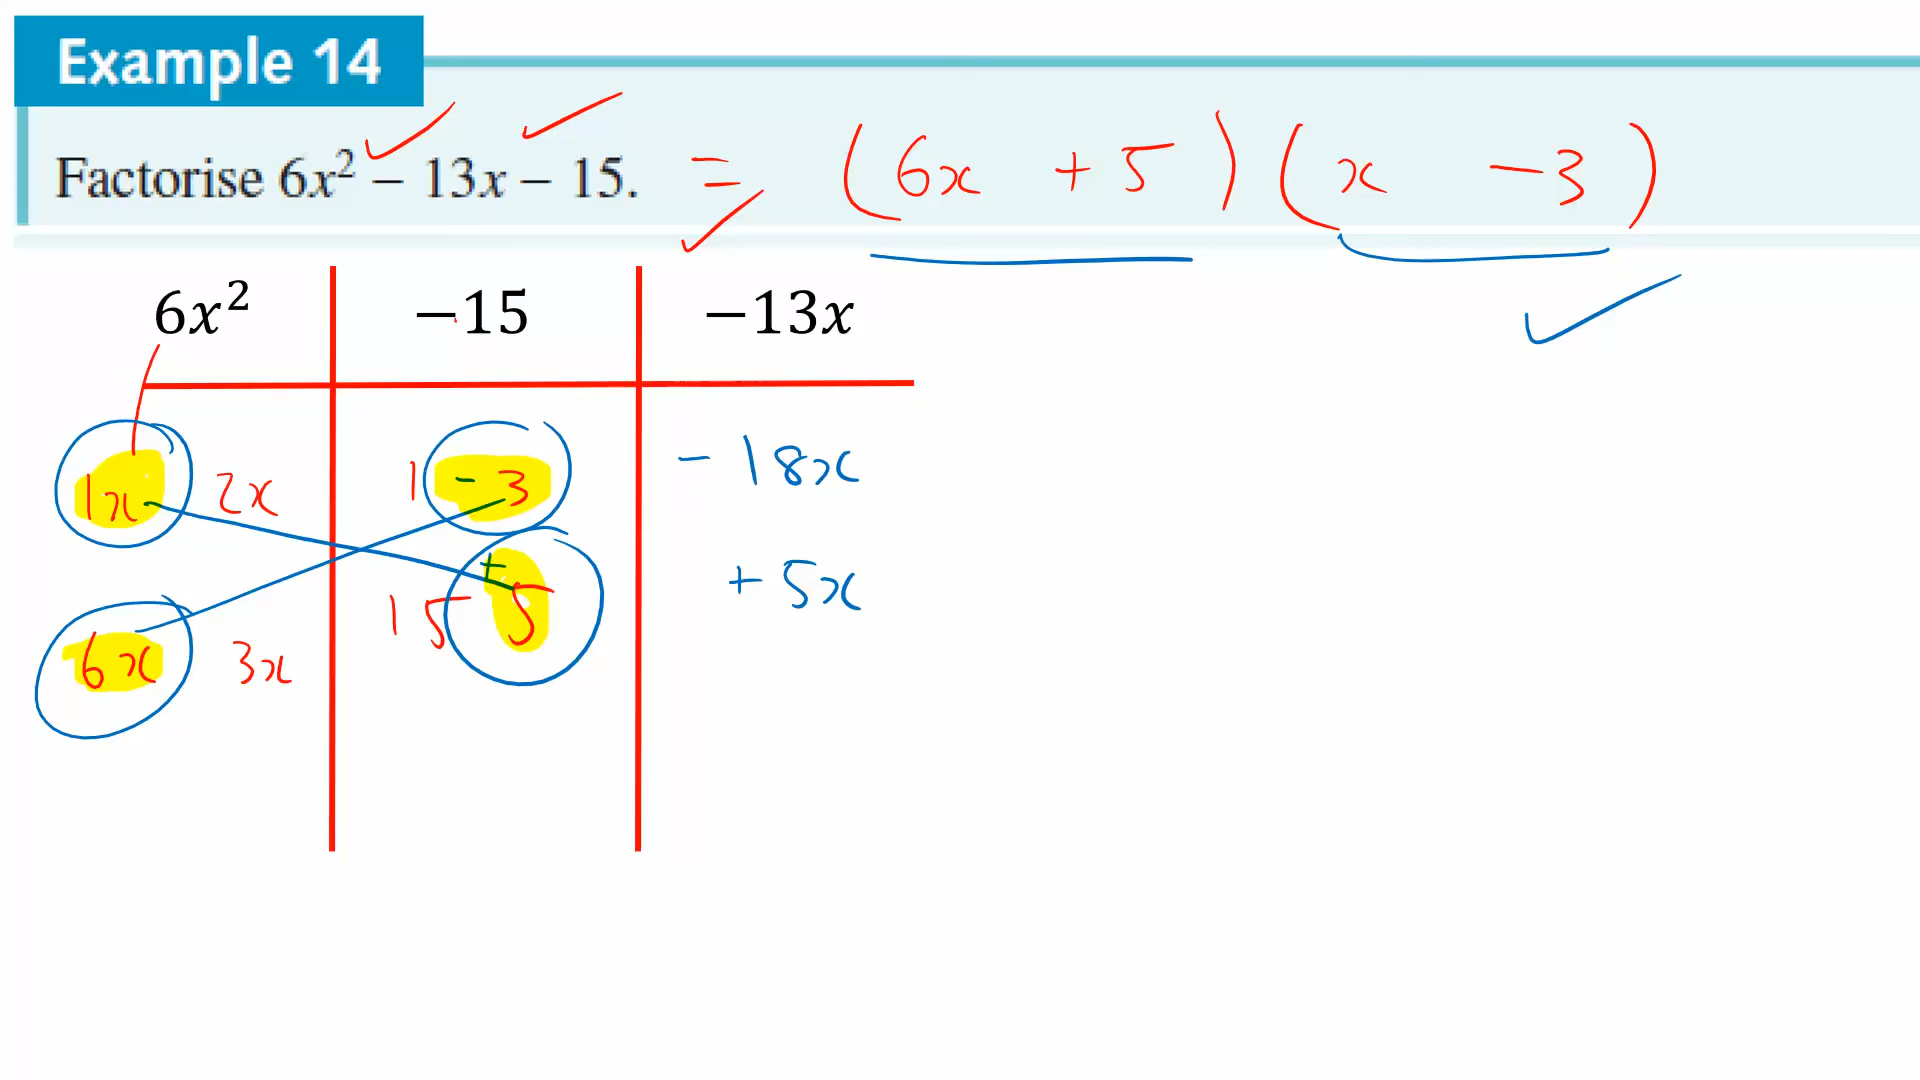 Example 14
Factorise 6x² − 13x − 15. = (6x + 5)(x − 3)
6x² −15 −13x
1x 2x 1 − 3 − 18x
+ + 5x
6x 3x 15 5